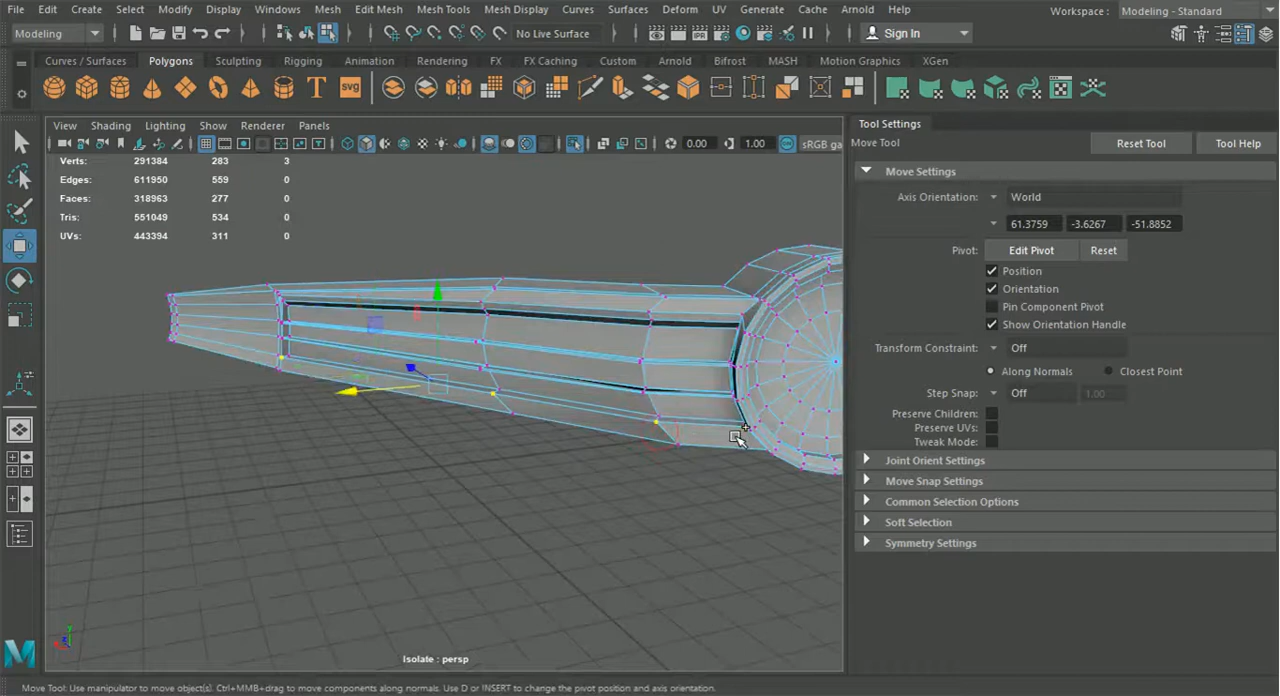 File Edit Create Select Modify Display Windows Mesh Edit Mesh Mesh Tools Mesh Display Curves Surfaces Deform UV Generate Cache Arnold Help Workspace : Modeling - Standard
Modeling No Live Surface Sign In
Curves / Surfaces Polygons Sculpting Rigging Animation Rendering FX FX Caching Custom Arnold Bifrost MASH Motion Graphics XGen
T svg
View Shading Lighting Show Renderer Panels Tool Settings
0.00 1.00 sRGB ga Move Tool Reset Tool Tool Help
Verts: 291384 283 3
Edges: 611950 559 0
Faces: 318963 277 0
Tris: 551049 534 0
UVs: 443394 311 0
Move Settings
Axis Orientation: World
61.3759 -3.6267 -51.8852
Pivot: Edit Pivot Reset
Position
Orientation
Pin Component Pivot
Show Orientation Handle
Transform Constraint: Off
Along Normals Closest Point
Step Snap: Off 1.00
Preserve Children:
Preserve UVs:
Tweak Mode:
Joint Orient Settings
Move Snap Settings
Common Selection Options
Soft Selection
Symmetry Settings
Isolate : persp
Move Tool: Use manipulator to move object(s). Ctrl+MMB+drag to move components along normals. Use D or INSERT to change the pivot position and axis orientation.